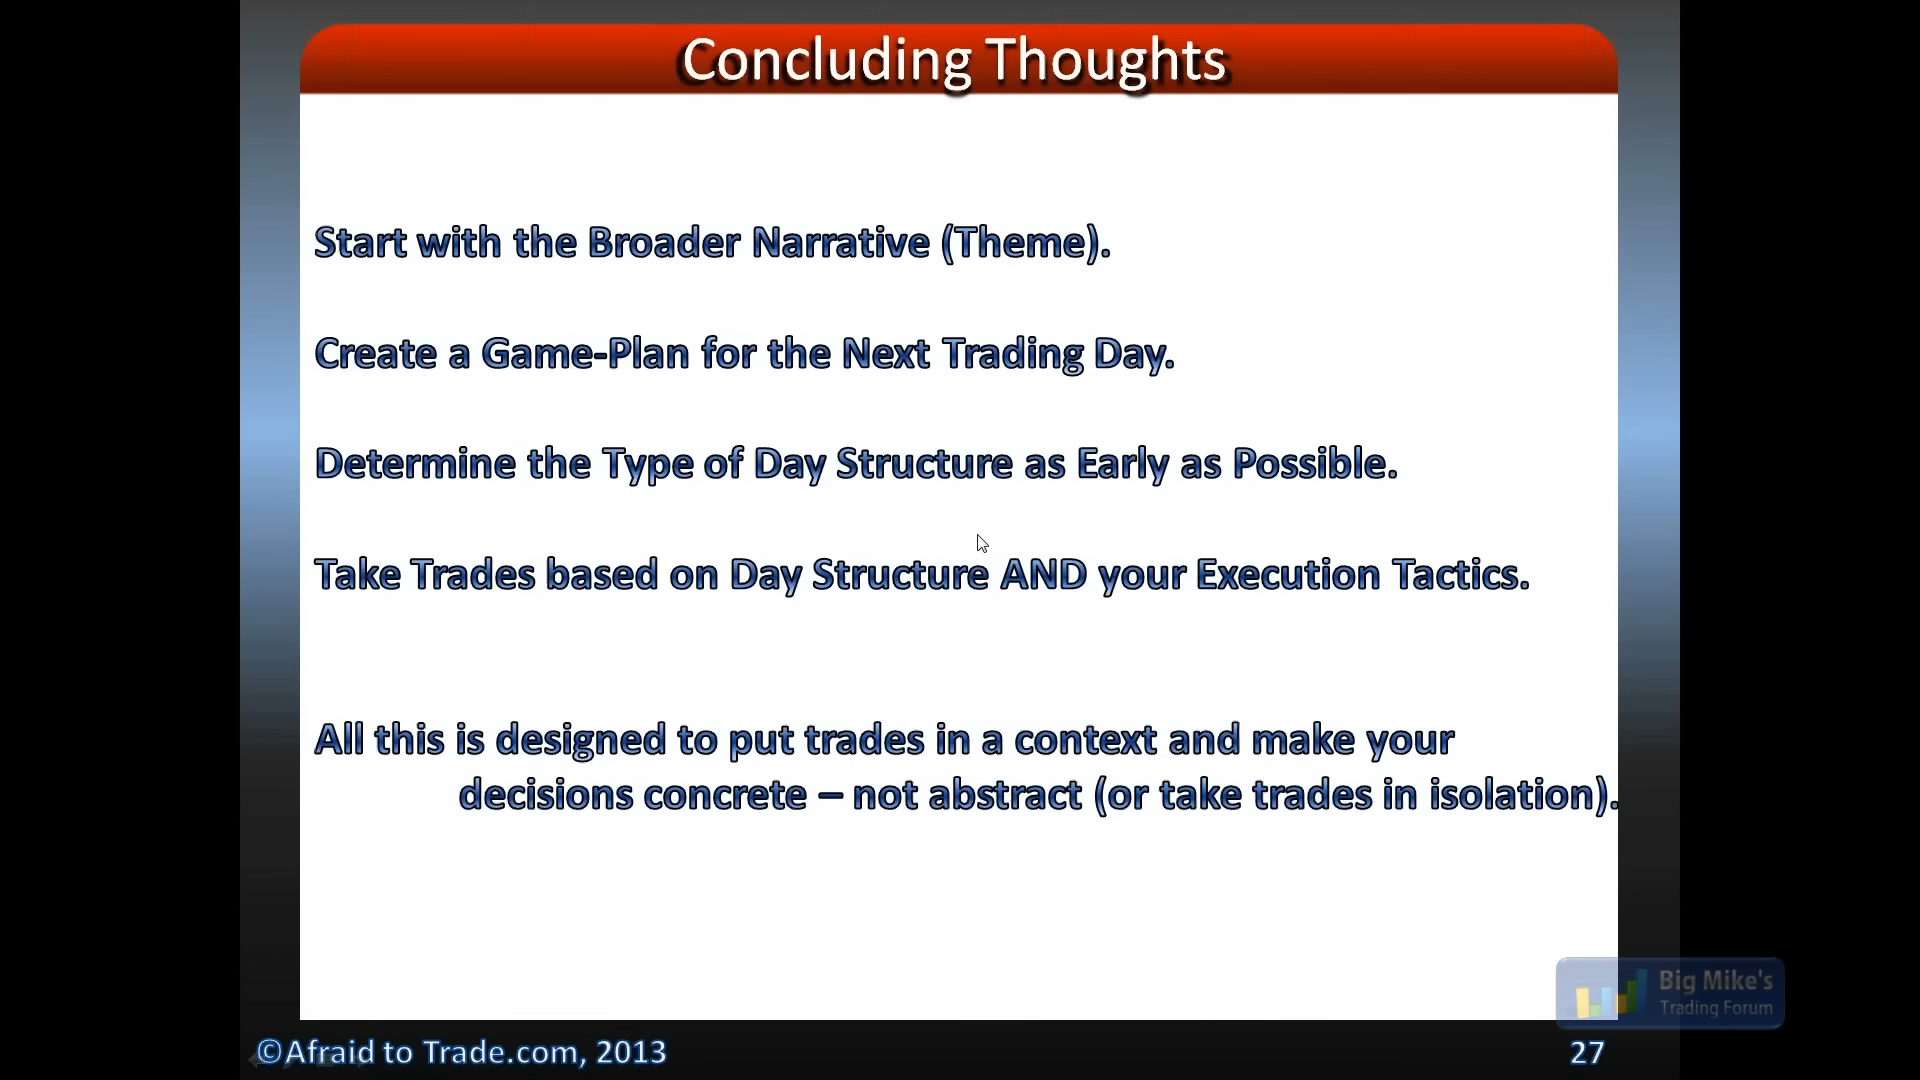 Concluding Thoughts
Start with the Broader Narrative (Theme).
Create a Game-Plan for the Next Trading Day.
Determine the Type of Day Structure as Early as Possible.
Take Trades based on Day Structure AND your Execution Tactics.
All this is designed to put trades in a context and make your
decisions concrete – not abstract (or take trades in isolation).
Big Mike's
Trading Forum
©Afraid to Trade.com, 2013
27